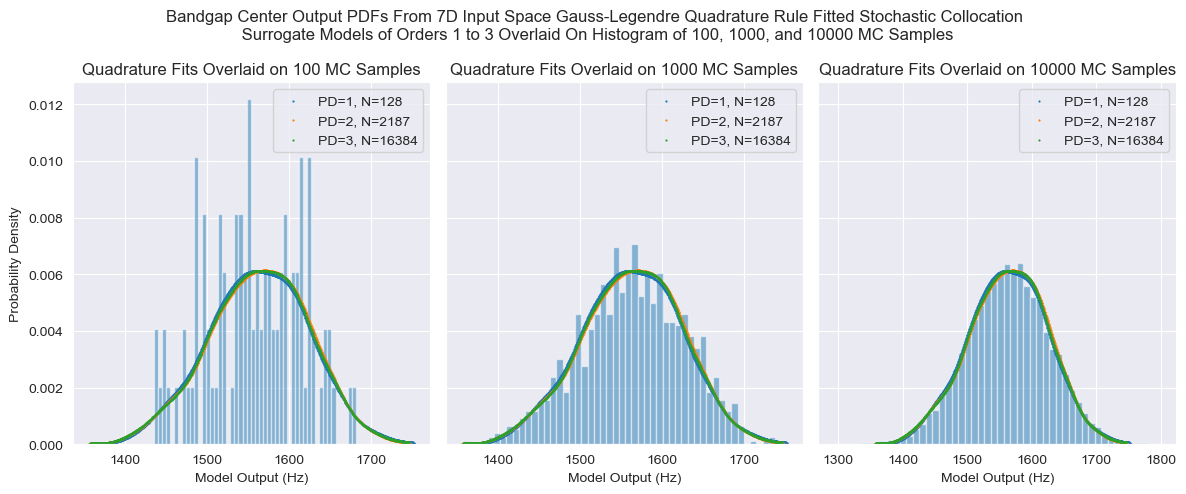 Bandgap Center Output PDFs From 7D Input Space Gauss-Legendre Quadrature Rule Fitted Stochastic Collocation
Surrogate Models of Orders 1 to 3 Overlaid On Histogram of 100, 1000, and 10000 MC Samples
Quadrature Fits Overlaid on 100 MC Samples
Probability Density
0.012
0.010
0.008
0.006
0.004
0.002
0.000
PD=1, N=128
PD=2, N=2187
PD=3, N=16384
1400 1500 1600 1700
Model Output (Hz)
Quadrature Fits Overlaid on 1000 MC Samples
PD=1, N=128
PD=2, N=2187
PD=3, N=16384
1400 1500 1600 1700
Model Output (Hz)
Quadrature Fits Overlaid on 10000 MC Samples
PD=1, N=128
PD=2, N=2187
PD=3, N=16384
1300 1400 1500 1600 1700 1800
Model Output (Hz)